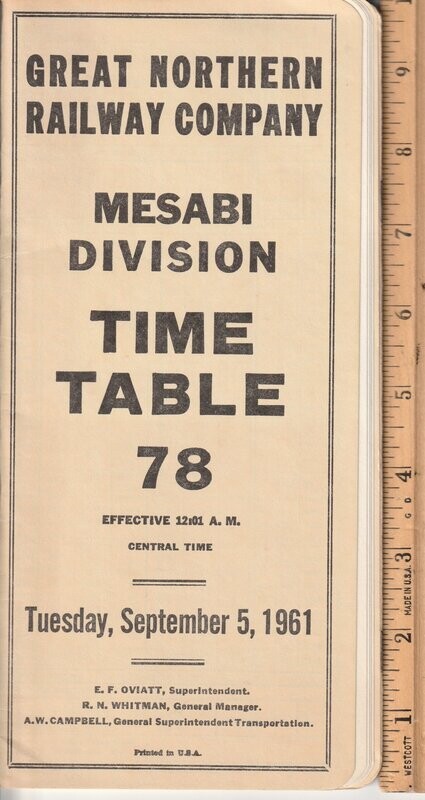 GREAT NORTHERN
RAILWAY COMPANY
MESABI
DIVISION
TIME
TABLE
78
EFFECTIVE 12:01 A. M.
CENTRAL TIME
Tuesday, September 5, 1961
E. F. OVIATT, Superintendent.
R. N. WHITMAN, General Manager.
A. W. CAMPBELL, General Superintendent Transportation.
Printed in U.S.A.
WESTCOTT
1
2
3
MADE IN U.S.A.
4
5
6
7
8
9